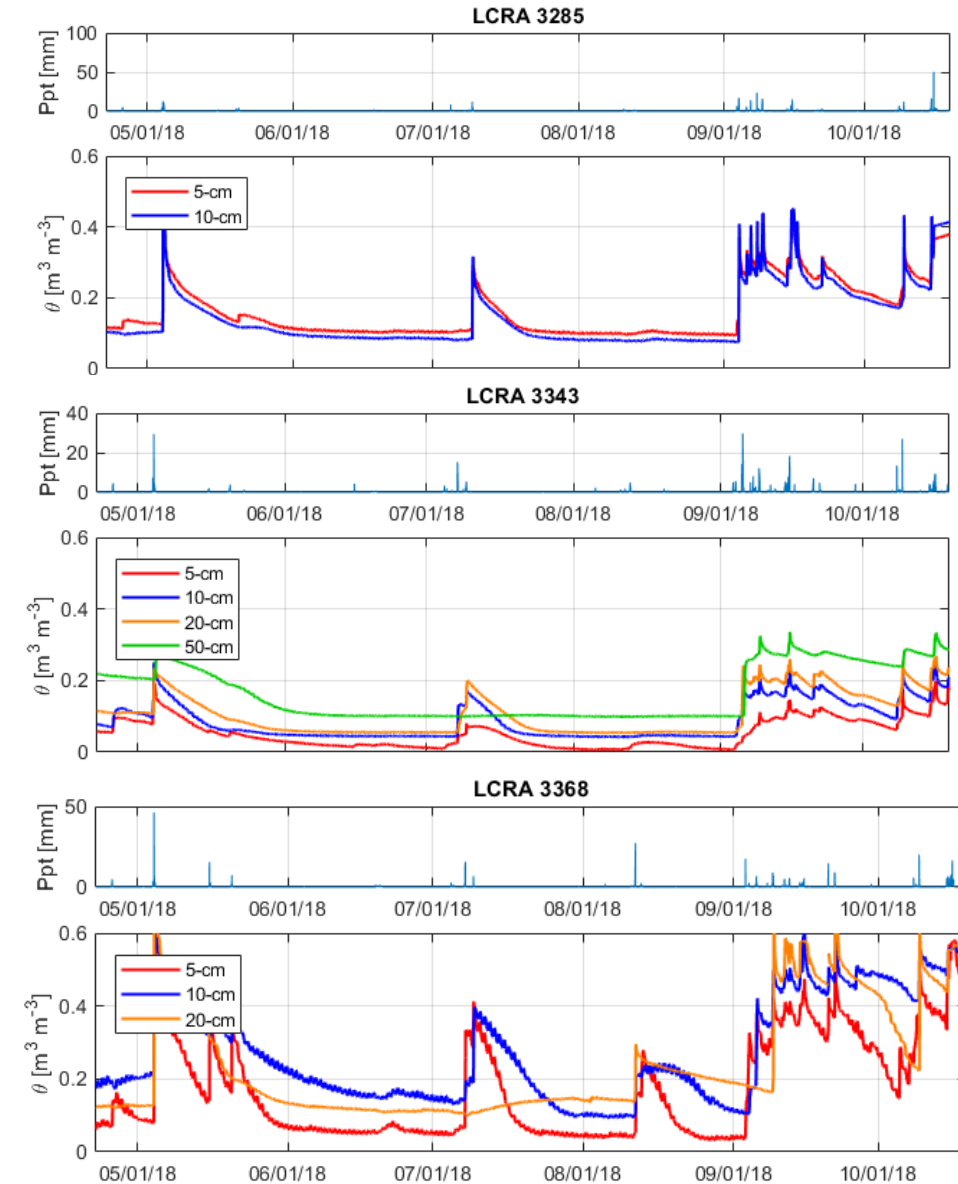 LCRA 3285
Ppt [mm]
100
50
0
05/01/18 06/01/18 07/01/18 08/01/18 09/01/18 10/01/18
θ [m³ m⁻³]
0.6
0.4
0.2
0
5-cm
10-cm
LCRA 3343
Ppt [mm]
40
20
0
05/01/18 06/01/18 07/01/18 08/01/18 09/01/18 10/01/18
θ [m³ m⁻³]
0.6
0.4
0.2
0
5-cm
10-cm
20-cm
50-cm
LCRA 3368
Ppt [mm]
50
0
05/01/18 06/01/18 07/01/18 08/01/18 09/01/18 10/01/18
θ [m³ m⁻³]
0.6
0.4
0.2
0
5-cm
10-cm
20-cm
05/01/18 06/01/18 07/01/18 08/01/18 09/01/18 10/01/18